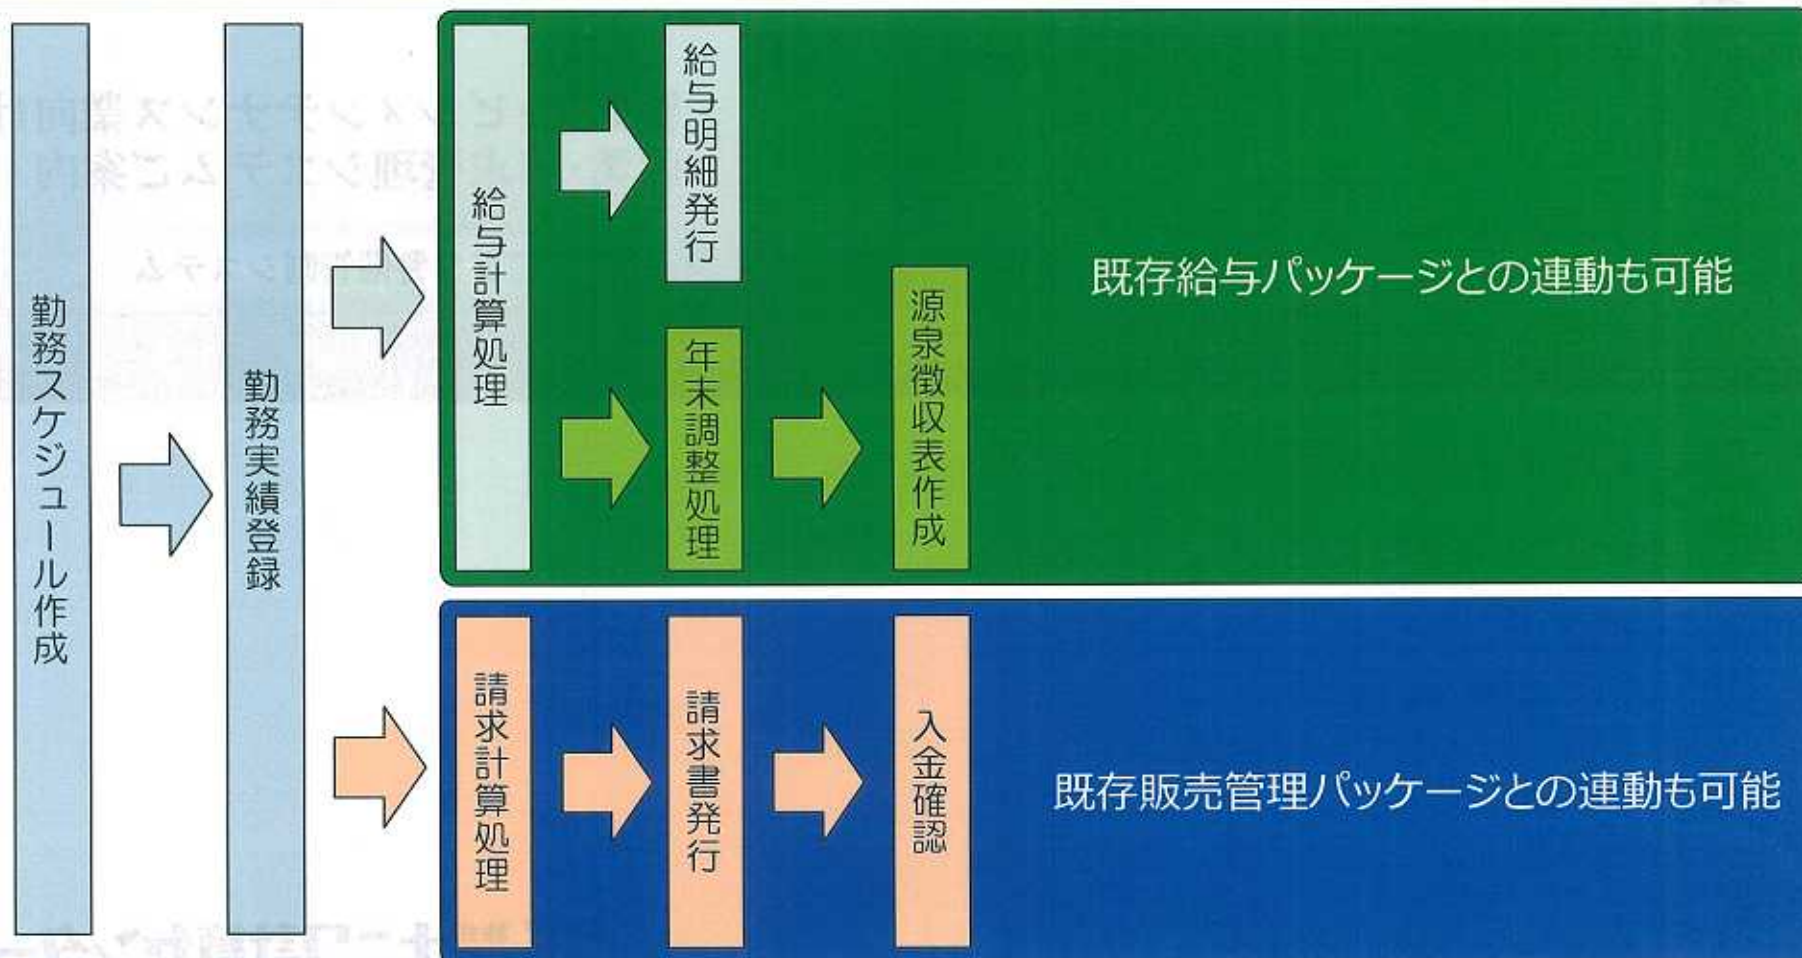 勤務スケジュール作成
勤務実績登録
給与計算処理
給与明細発行
年末調整処理
源泉徴収表作成
既存給与パッケージとの連動も可能
請求計算処理
請求書発行
入金確認
既存販売管理パッケージとの連動も可能